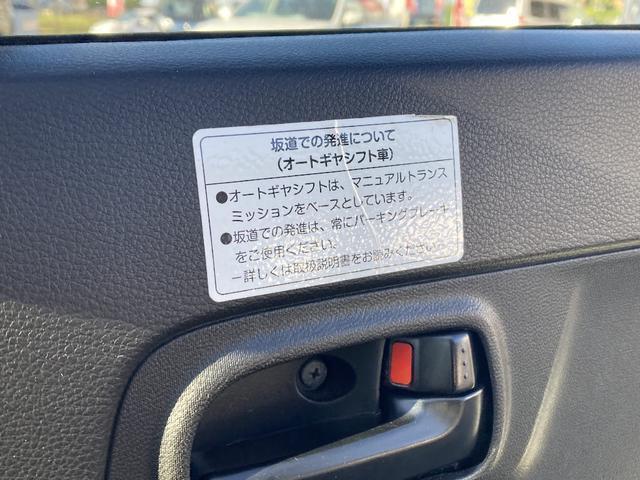 坂道での発進について
(オートギヤシフト車)
●オートギヤシフトは、マニュアルトランス
ミッションをベースとしています。
●坂道での発進は、常にパーキングブレーキ
をご使用ください。
－詳しくは取扱説明書をお読みください－